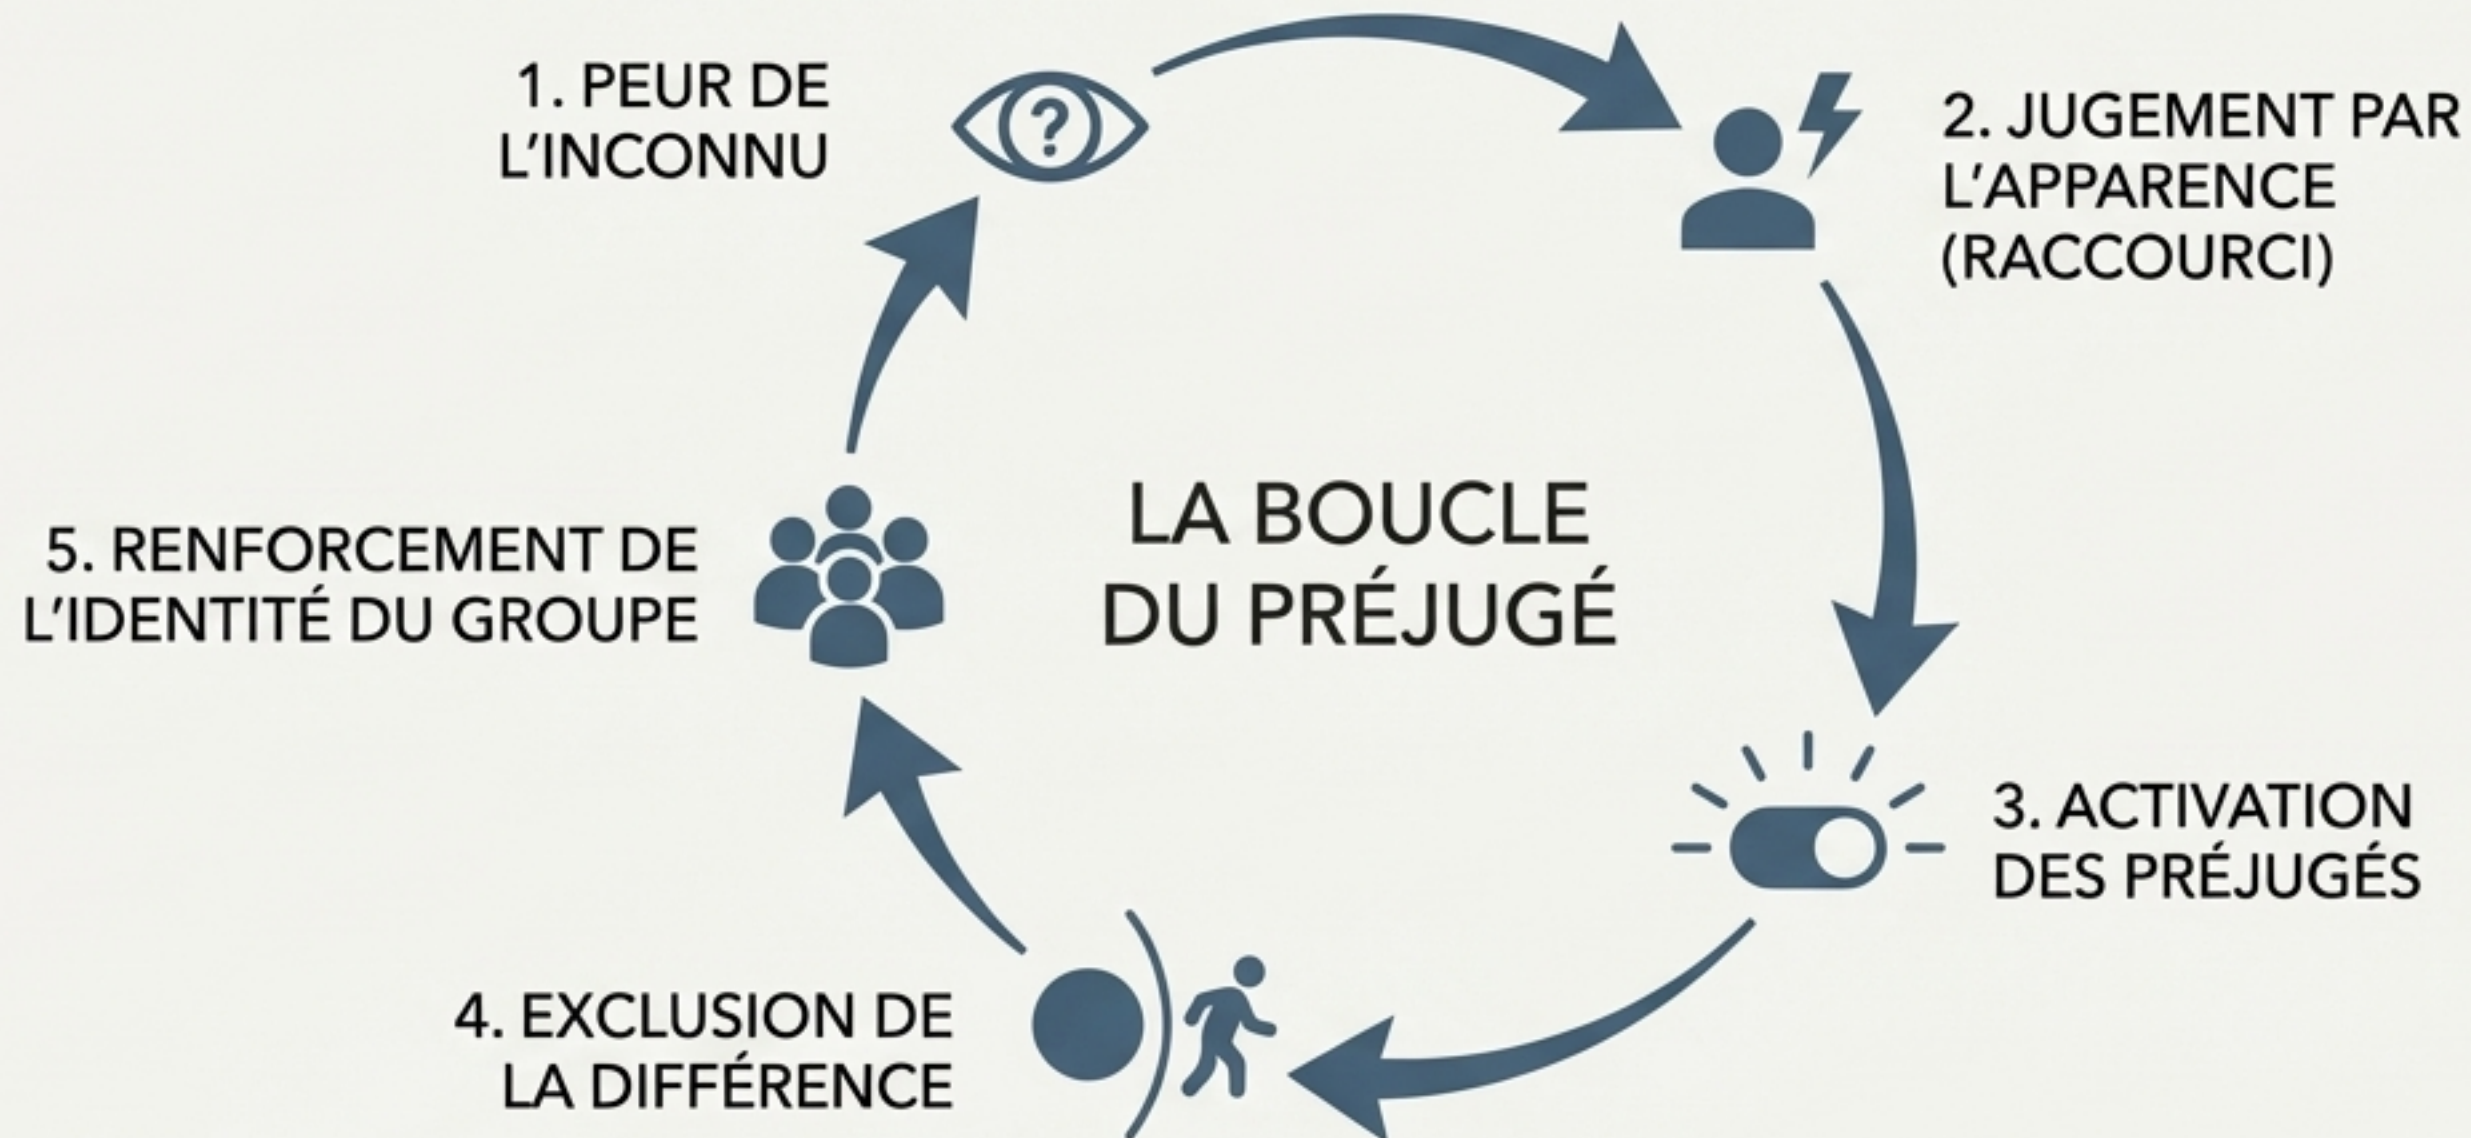 1. PEUR DE
L'INCONNU
?
2. JUGEMENT PAR
L'APPARENCE
(RACCOURCI)
LA BOUCLE
DU PRÉJUGÉ
5. RENFORCEMENT DE
L'IDENTITÉ DU GROUPE
3. ACTIVATION
DES PRÉJUGÉS
4. EXCLUSION DE
LA DIFFÉRENCE